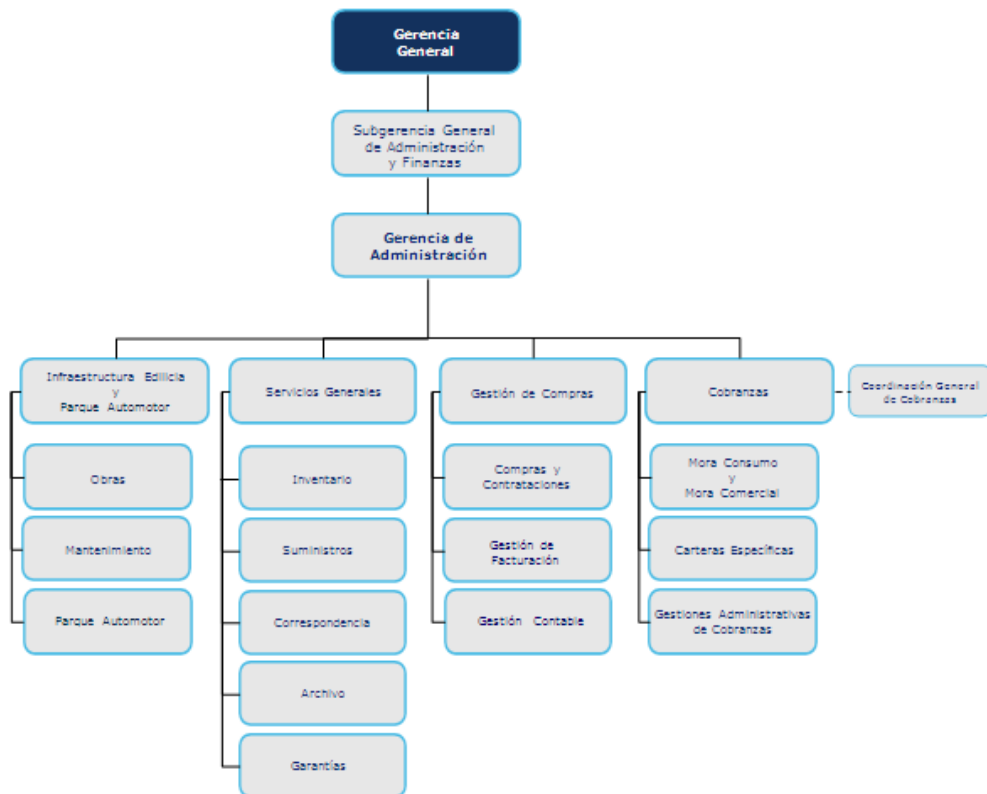 Gerencia
General
Subgerencia General
de Administración
y Finanzas
Gerencia de
Administración
Infraestructura Edilicia
y
Parque Automotor
Servicios Generales
Gestión de Compras
Cobranzas
Coordinación General
de Cobranzas
Obras
Inventario
Compras y
Contrataciones
Mora Consumo
y
Mora Comercial
Mantenimiento
Suministros
Gestión de
Facturación
Carteras Específicas
Parque Automotor
Correspondencia
Gestión Contable
Gestiones Administrativas
de Cobranzas
Archivo
Garantías